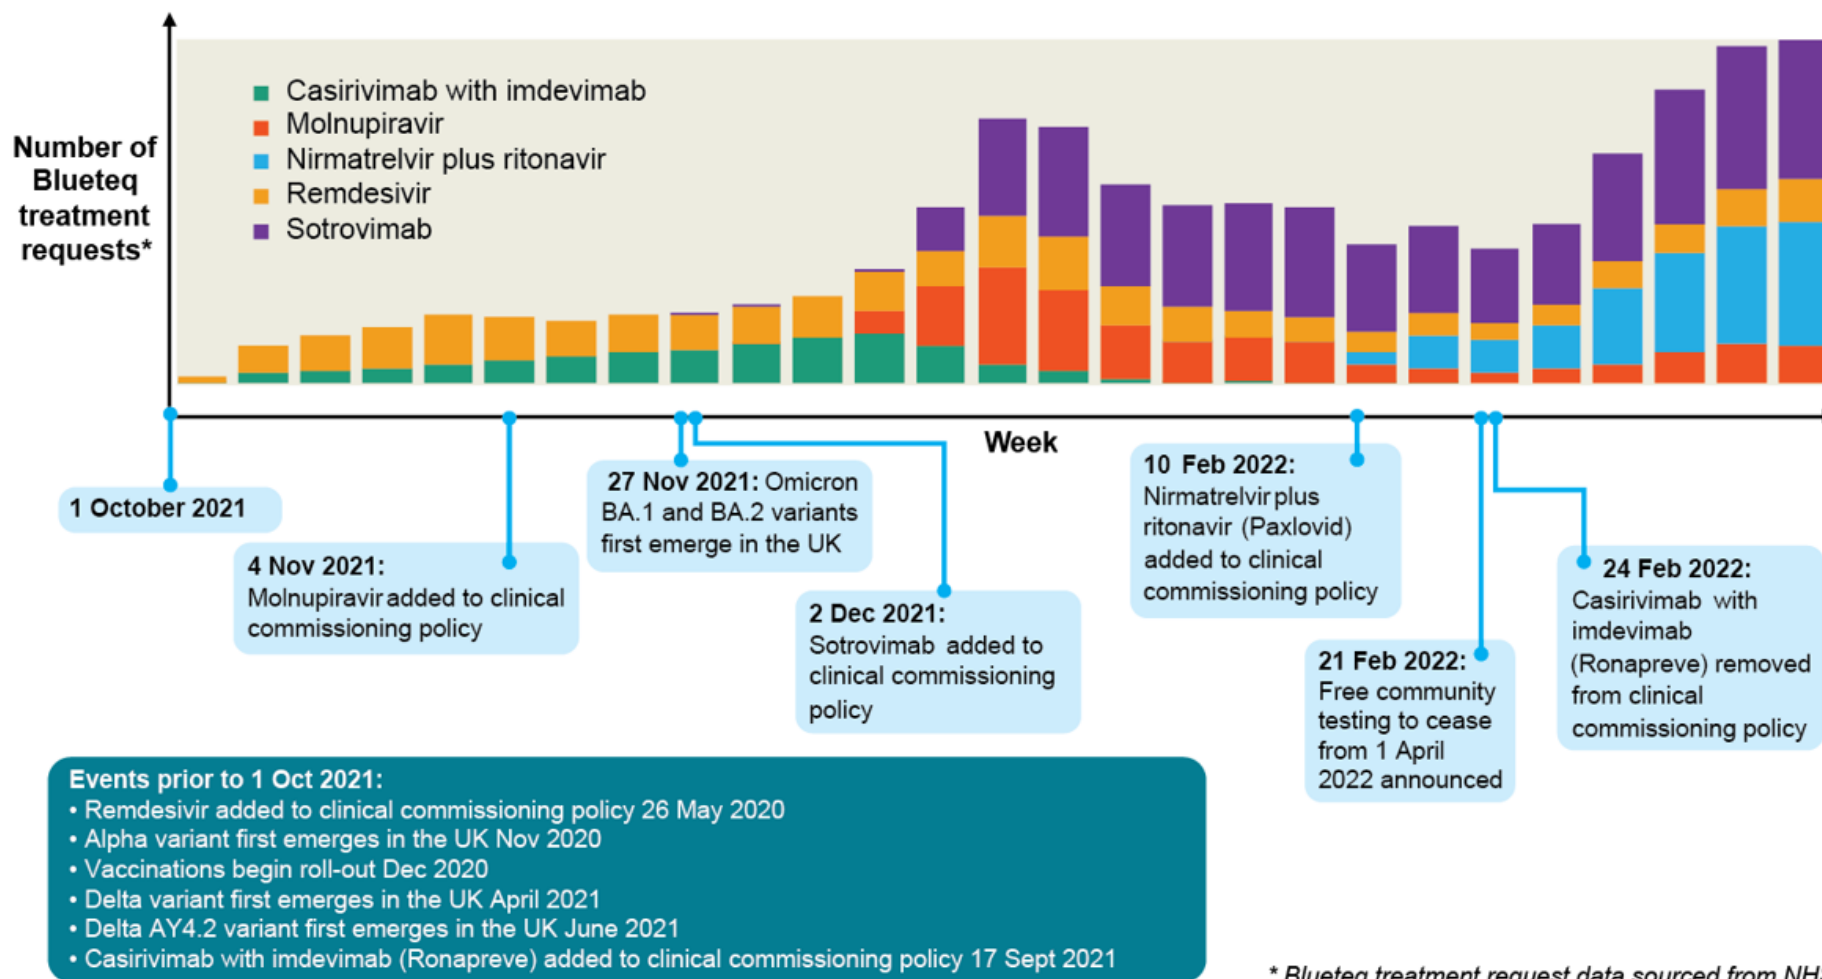 Number of
Blueteq
treatment
requests*
Casirivimab with imdevimab
Molnupiravir
Nirmatrelvir plus ritonavir
Remdesivir
Sotrovimab
Week
1 October 2021
4 Nov 2021:
Molnupiravir added to clinical
commissioning policy
27 Nov 2021: Omicron
BA.1 and BA.2 variants
first emerge in the UK
2 Dec 2021:
Sotrovimab added to
clinical commissioning
policy
10 Feb 2022:
Nirmatrelvir plus
ritonavir (Paxlovid)
added to clinical
commissioning policy
21 Feb 2022:
Free community
testing to cease
from 1 April
2022 announced
24 Feb 2022:
Casirivimab with
imdevimab
(Ronapreve) removed
from clinical
commissioning policy
Events prior to 1 Oct 2021:
• Remdesivir added to clinical commissioning policy 26 May 2020
• Alpha variant first emerges in the UK Nov 2020
• Vaccinations begin roll-out Dec 2020
• Delta variant first emerges in the UK April 2021
• Delta AY4.2 variant first emerges in the UK June 2021
• Casirivimab with imdevimab (Ronapreve) added to clinical commissioning policy 17 Sept 2021
* Blueteq treatment request data sourced from